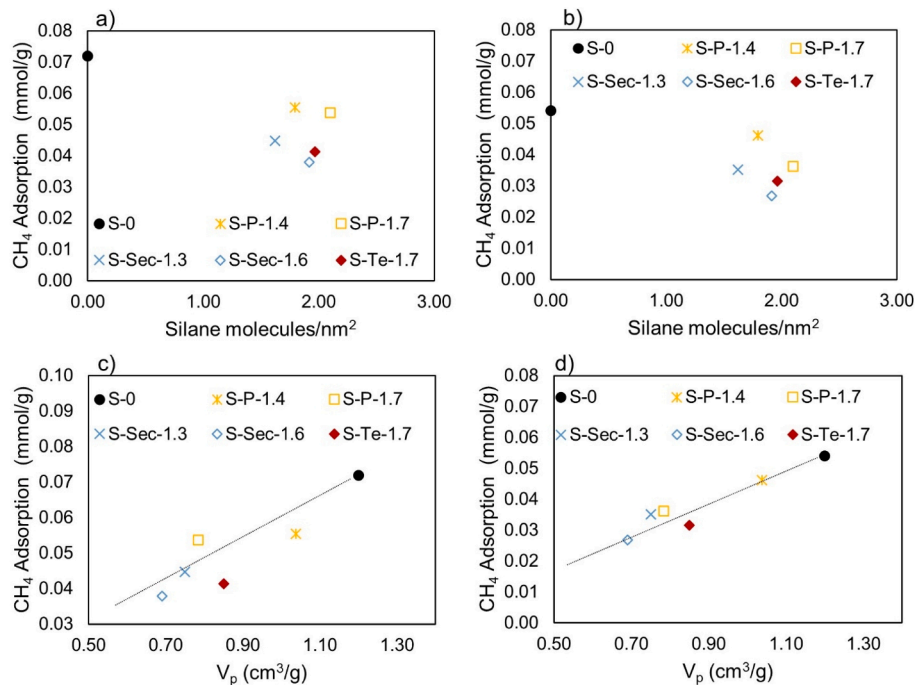 a)
CH₄ Adsorption (mmol/g)
0.08
0.07
0.06
0.05
0.04
0.03
0.02
0.01
0.00
S-0 S-P-1.4 S-P-1.7
S-Sec-1.3 S-Sec-1.6 S-Te-1.7
0.00 1.00 2.00 3.00
Silane molecules/nm²
b)
CH₄ Adsorption (mmol/g)
0.08
0.07
0.06
0.05
0.04
0.03
0.02
0.01
0.00
S-0 S-P-1.4 S-P-1.7
S-Sec-1.3 S-Sec-1.6 S-Te-1.7
0.00 1.00 2.00 3.00
Silane molecules/nm²
c)
CH₄ Adsorption (mmol/g)
0.10
0.09
0.08
0.07
0.06
0.05
0.04
0.03
S-0 S-P-1.4 S-P-1.7
S-Sec-1.3 S-Sec-1.6 S-Te-1.7
0.50 0.70 0.90 1.10 1.30
Vₚ (cm³/g)
d)
CH₄ Adsorption (mmol/g)
0.08
0.07
0.06
0.05
0.04
0.03
0.02
0.01
0.00
S-0 S-P-1.4 S-P-1.7
S-Sec-1.3 S-Sec-1.6 S-Te-1.7
0.50 0.70 0.90 1.10 1.30
Vₚ (cm³/g)